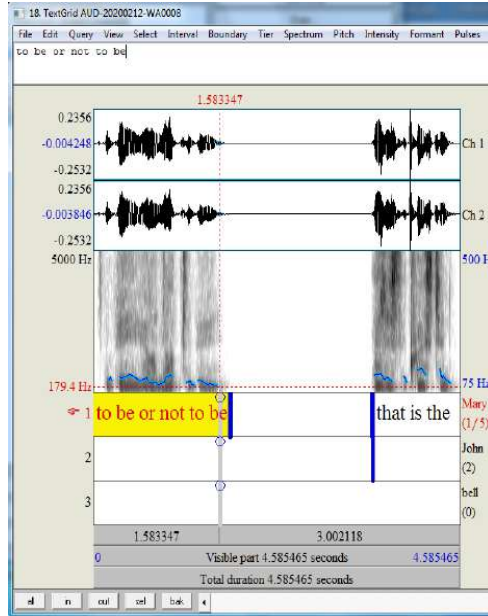 18. TextGrid AUD-20200212-WA0008
File Edit Query View Select Interval Boundary Tier Spectrum Pitch Intensity Formant Pulses
to be or not to be
1.583347
0.2356
-0.004248
-0.2532
Ch 1
0.2356
-0.003846
-0.2532
Ch 2
5000 Hz
500 H
179.4 Hz
75 Hz
1 to be or not to be that is the Mary
(1/5)
2 John
(2)
3 bell
(0)
1.583347 3.002118
0 Visible part 4.585465 seconds 4.585465
Total duration 4.585465 seconds
all in out sel bak